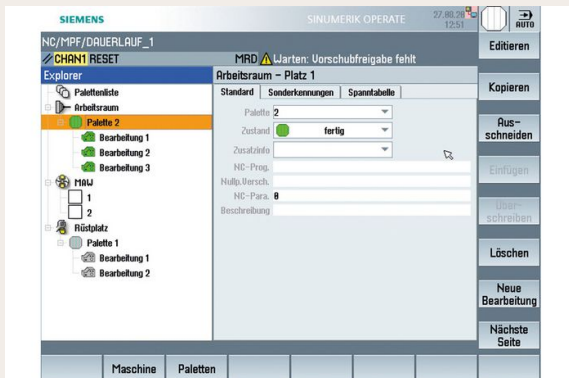 SIEMENS
SINUMERIK OPERATE
12:51
AUTO
NC/MPF/DAUERLAUF_1
CHAN1 RESET
MRD Warten: Vorschubfreigabe fehlt
Editieren
Explorer
Arbeitsraum – Platz 1
Palettenliste
Standard Sonderkennungen Spanntabelle
Kopieren
Arbeitsraum
Palette 2
Palette 2
Aus-
schneiden
Bearbeitung 1
Zustand fertig
Bearbeitung 2
Zusatzinfo
Bearbeitung 3
NC-Prog.
Einfügen
MAW
Nullp.Versch.
1
NC-Para. 0
Über-
schreiben
2
Beschreibung
Rüstplatz
Palette 1
Löschen
Bearbeitung 1
Bearbeitung 2
Neue
Bearbeitung
Nächste
Seite
Maschine Paletten